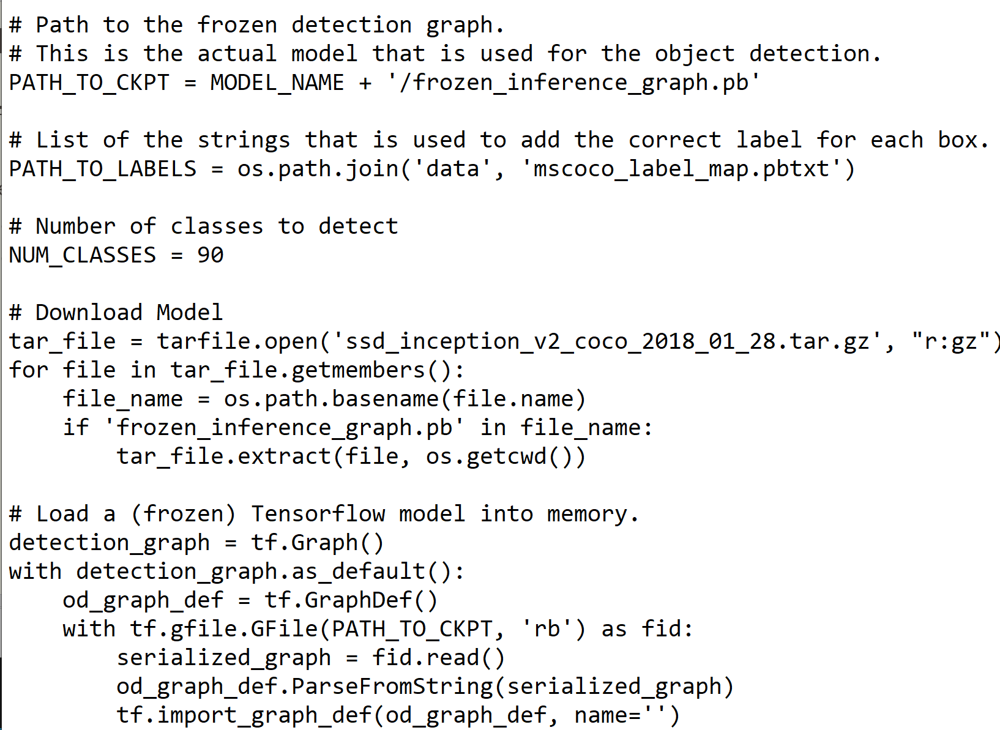 # Path to the frozen detection graph.
# This is the actual model that is used for the object detection.
PATH_TO_CKPT = MODEL_NAME + '/frozen_inference_graph.pb'

# List of the strings that is used to add the correct label for each box.
PATH_TO_LABELS = os.path.join('data', 'mscoco_label_map.pbtxt')

# Number of classes to detect
NUM_CLASSES = 90

# Download Model
tar_file = tarfile.open('ssd_inception_v2_coco_2018_01_28.tar.gz', "r:gz")
for file in tar_file.getmembers():
    file_name = os.path.basename(file.name)
    if 'frozen_inference_graph.pb' in file_name:
        tar_file.extract(file, os.getcwd())

# Load a (frozen) Tensorflow model into memory.
detection_graph = tf.Graph()
with detection_graph.as_default():
    od_graph_def = tf.GraphDef()
    with tf.gfile.GFile(PATH_TO_CKPT, 'rb') as fid:
        serialized_graph = fid.read()
        od_graph_def.ParseFromString(serialized_graph)
        tf.import_graph_def(od_graph_def, name='')